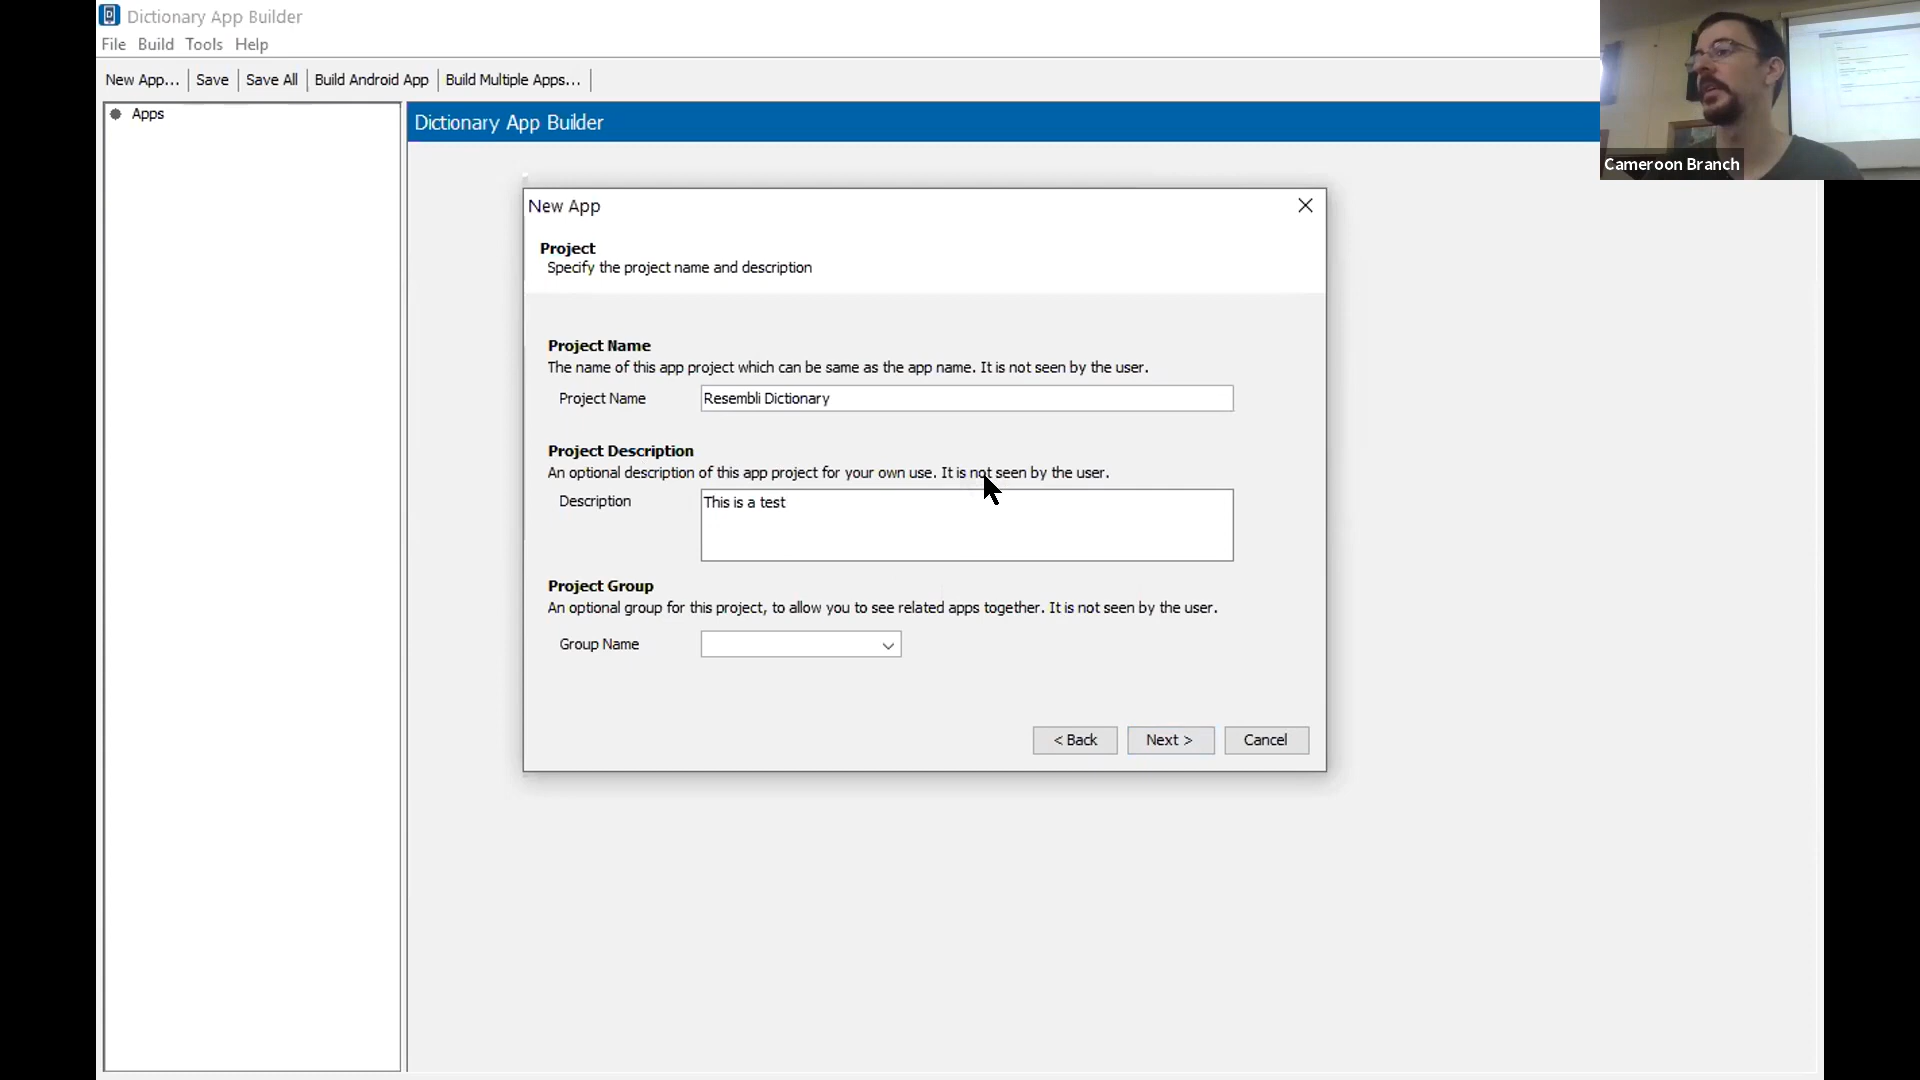 Dictionary App Builder
File Build Tools Help
New App... Save Save All Build Android App Build Multiple Apps...
Apps
Dictionary App Builder
Cameroon Branch
New App
Project
Specify the project name and description
Project Name
The name of this app project which can be same as the app name. It is not seen by the user.
Project Name Resembli Dictionary
Project Description
An optional description of this app project for your own use. It is not seen by the user.
Description This is a test
Project Group
An optional group for this project, to allow you to see related apps together. It is not seen by the user.
Group Name
< Back Next > Cancel